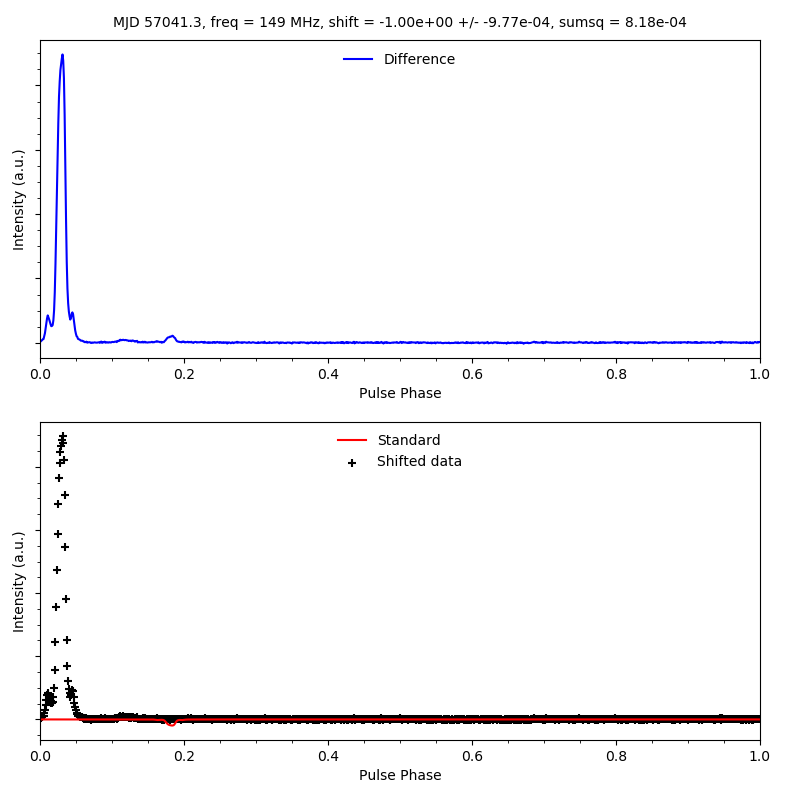 MJD 57041.3, freq = 149 MHz, shift = -1.00e+00 +/- -9.77e-04, sumsq = 8.18e-04
Difference
Intensity (a.u.)
0.0 0.2 0.4 0.6 0.8 1.0
Pulse Phase
Standard
Shifted data
Intensity (a.u.)
0.0 0.2 0.4 0.6 0.8 1.0
Pulse Phase